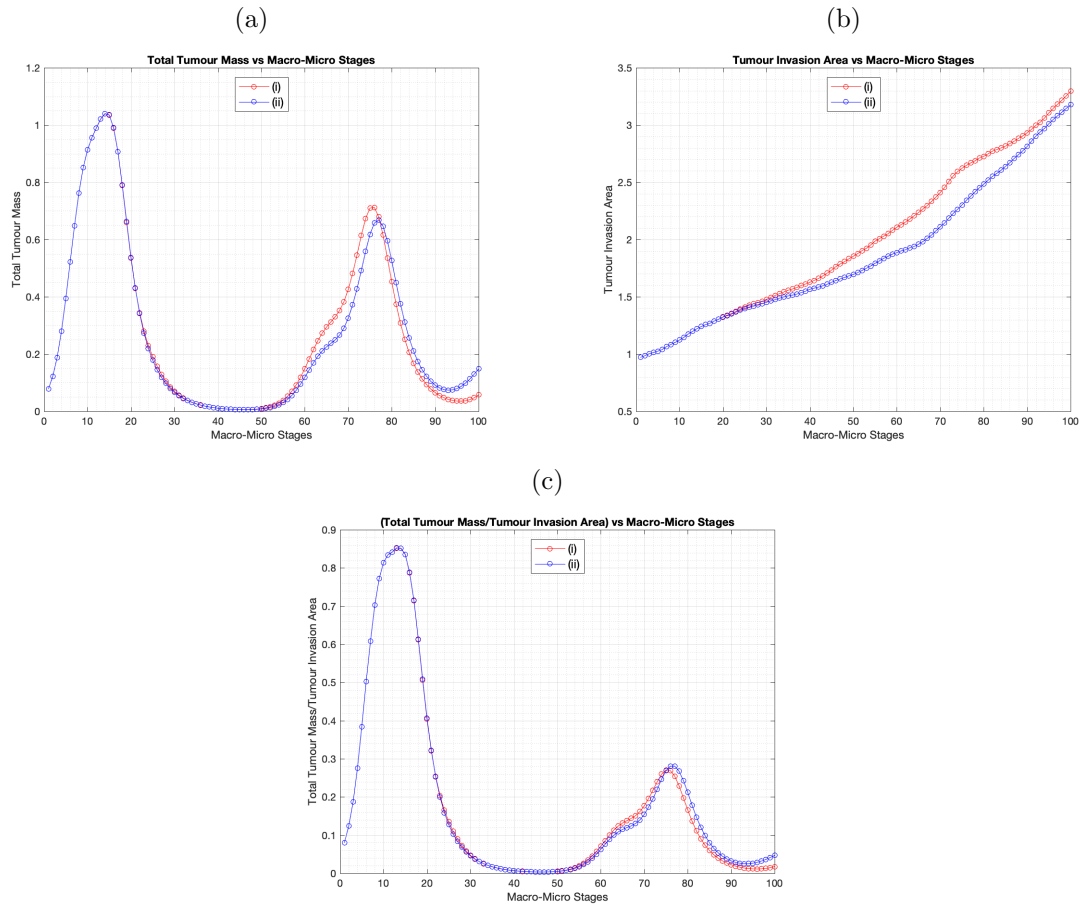 (a)
Total Tumour Mass vs Macro-Micro Stages
1.2
1
0.8
0.6
0.4
0.2
0
Total Tumour Mass
(i)
(ii)
0 10 20 30 40 50 60 70 80 90 100
Macro-Micro Stages
(b)
Tumour Invasion Area vs Macro-Micro Stages
3.5
3
2.5
2
1.5
1
0.5
Tumour Invasion Area
(i)
(ii)
0 10 20 30 40 50 60 70 80 90 100
Macro-Micro Stages
(c)
(Total Tumour Mass/Tumour Invasion Area) vs Macro-Micro Stages
0.9
0.8
0.7
0.6
0.5
0.4
0.3
0.2
0.1
0
Total Tumour Mass/Tumour Invasion Area
(i)
(ii)
0 10 20 30 40 50 60 70 80 90 100
Macro-Micro Stages